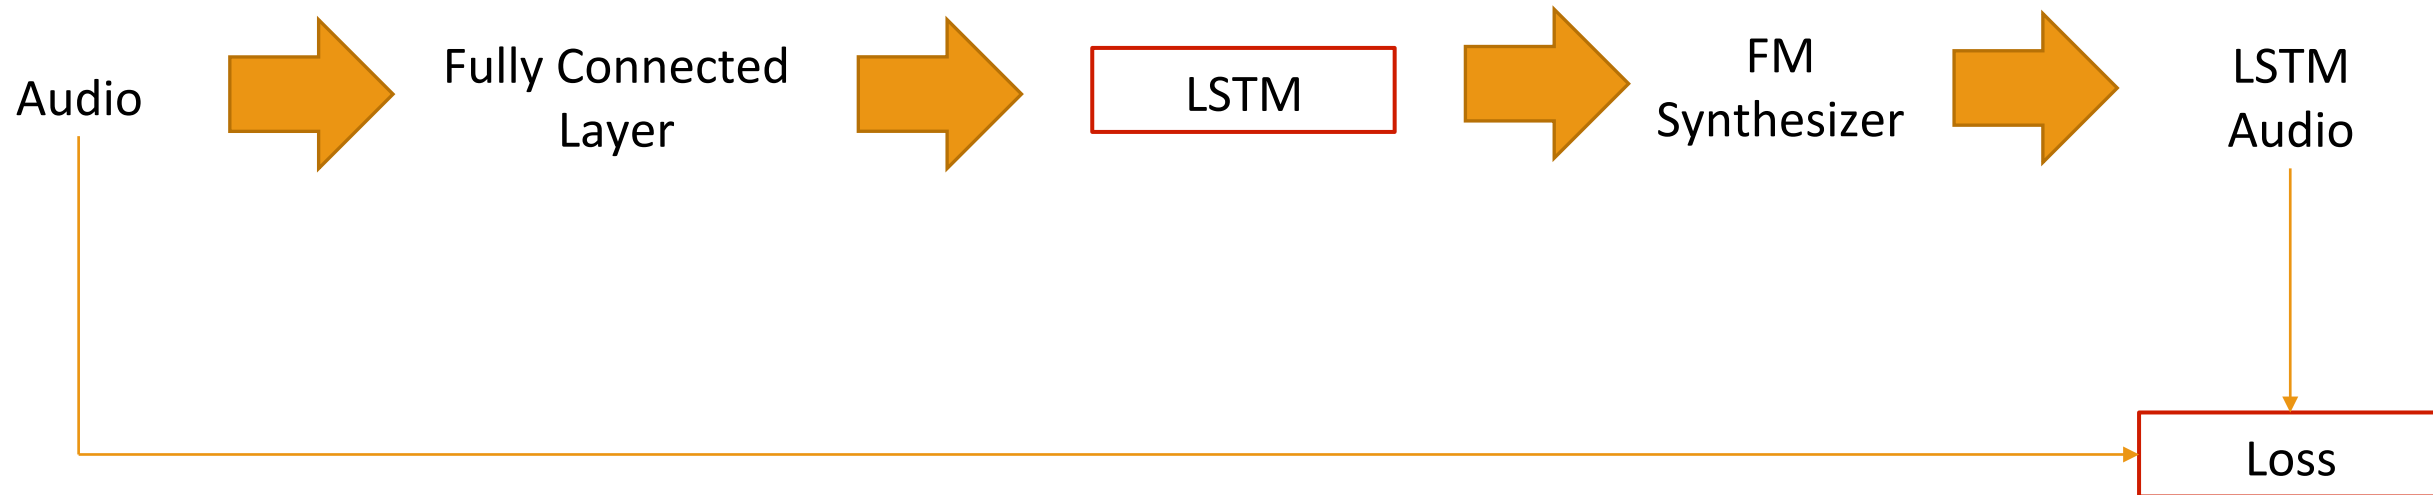 Audio
Fully Connected
Layer
LSTM
FM
Synthesizer
LSTM
Audio
Loss